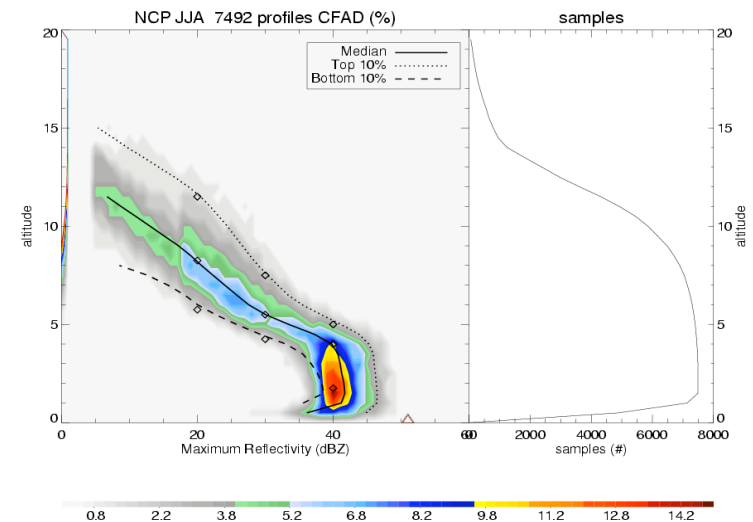 NCP JJA 7492 profiles CFAD (%)
samples
Median
Top 10%
Bottom 10%
20
15
10
5
0
altitude
20
15
10
5
0
altitude
0
20
40
60
Maximum Reflectivity (dBZ)
0
2000
4000
6000
8000
samples (#)
0.8 2.2 3.8 5.2 6.8 8.2 9.8 11.2 12.8 14.2